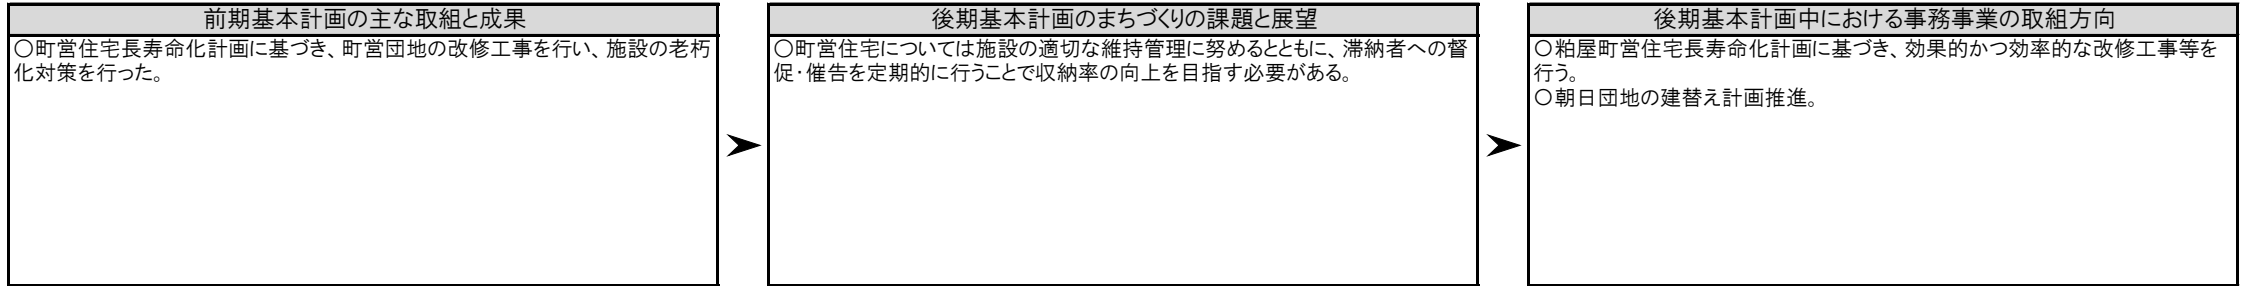 前期基本計画の主な取組と成果
〇町営住宅長寿命化計画に基づき、町営団地の改修工事を行い、施設の老朽
化対策を行った。
後期基本計画のまちづくりの課題と展望
〇町営住宅については施設の適切な維持管理に努めるとともに、滞納者への督
促・催告を定期的に行うことで収納率の向上を目指す必要がある。
後期基本計画中における事務事業の取組方向
〇粕屋町営住宅長寿命化計画に基づき、効果的かつ効率的な改修工事等を
行う。
〇朝日団地の建替え計画推進。